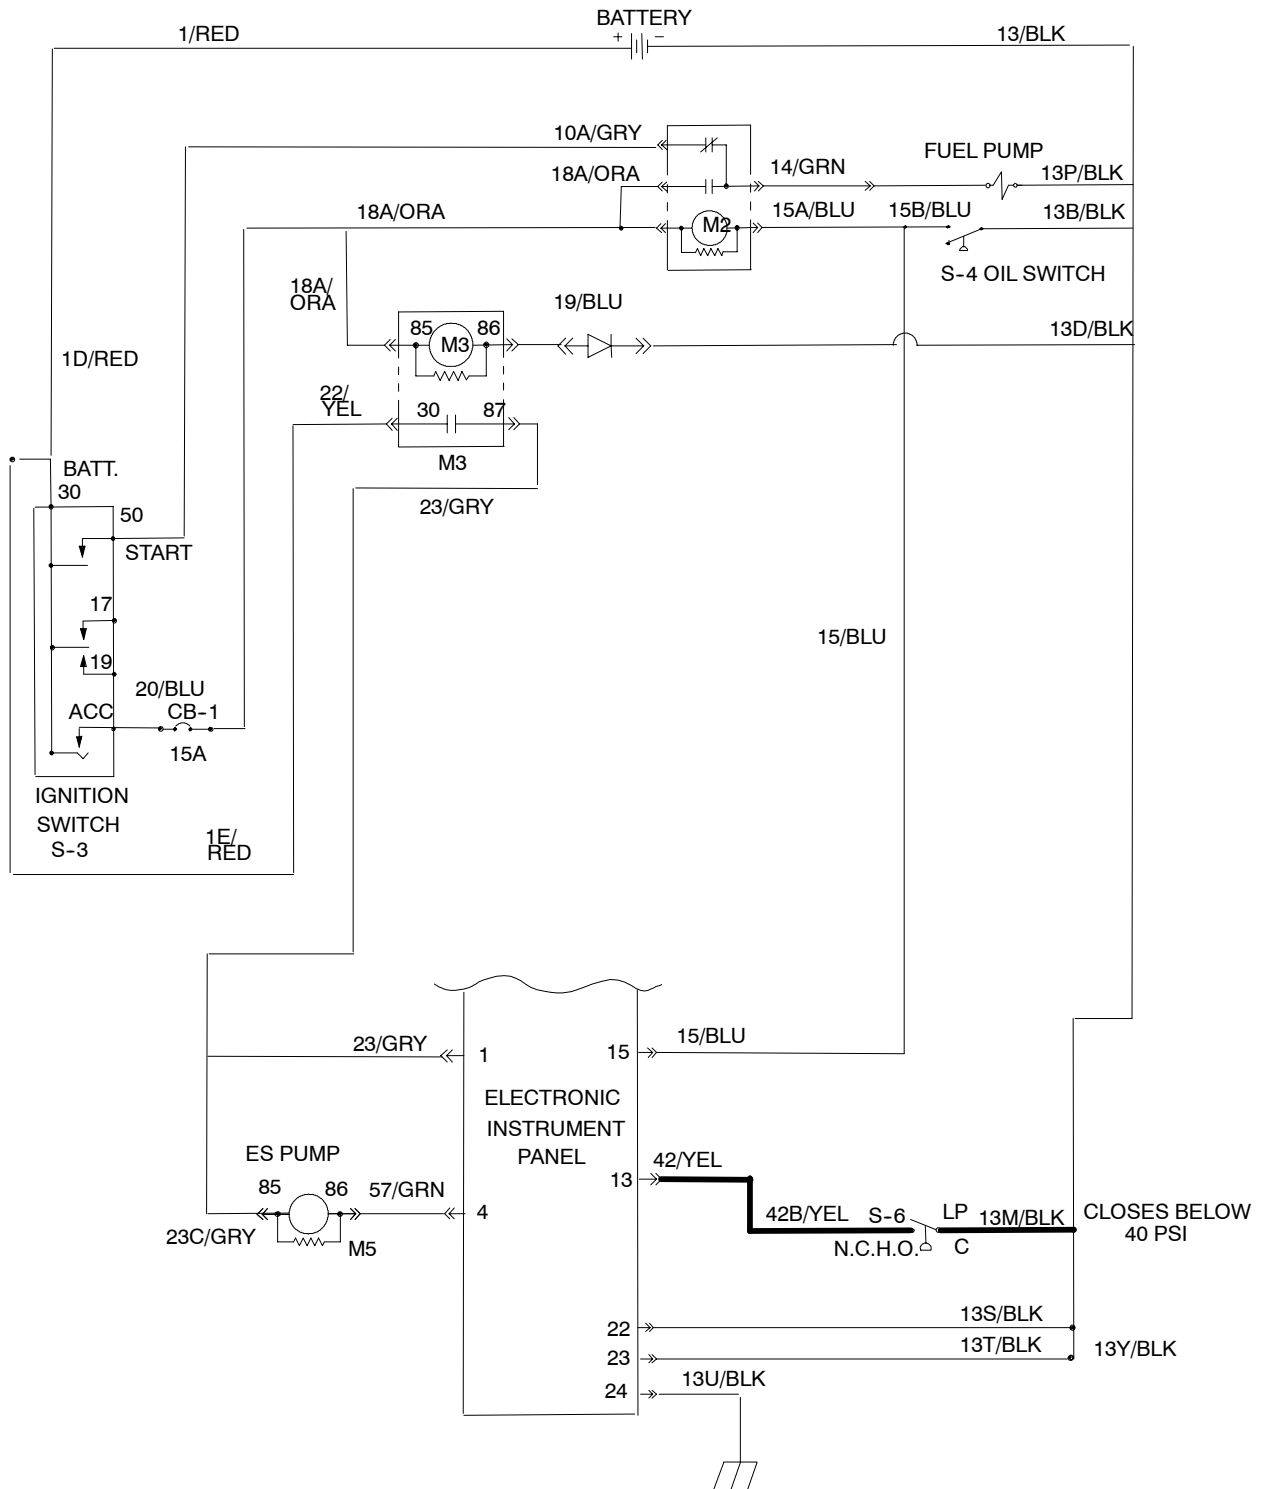 BATTERY
1/RED
+ −
13/BLK
10A/GRY
FUEL PUMP
14/GRN
13P/BLK
18A/ORA
18A/ORA
M2
15A/BLU
15B/BLU
13B/BLK
S-4 OIL SWITCH
18A/
ORA
19/BLU
85
M3
86
13D/BLK
1D/RED
22/
YEL
30
87
M3
BATT.
30
50
23/GRY
START
17
15/BLU
19
20/BLU
ACC
CB-1
15A
IGNITION
SWITCH
S-3
1E/
RED
23/GRY
1
15
15/BLU
ELECTRONIC
INSTRUMENT
PANEL
ES PUMP
13
42/YEL
85
86
57/GRN
4
42B/YEL
S-6
LP
13M/BLK
CLOSES BELOW
40 PSI
23C/GRY
M5
N.C.H.O.
C
22
13S/BLK
23
13T/BLK
13Y/BLK
24
13U/BLK